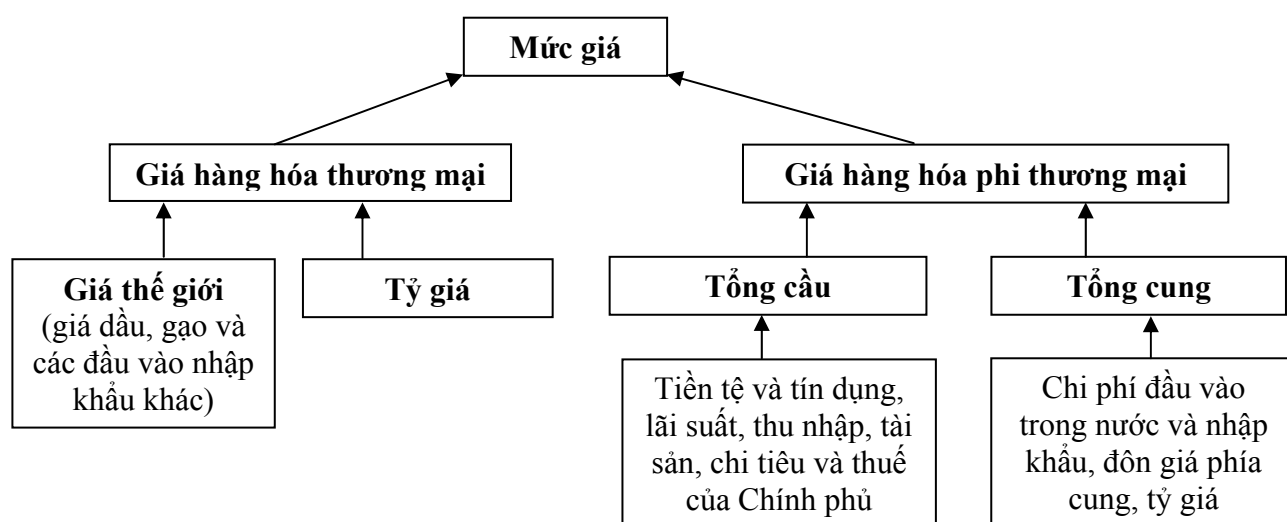 Mức giá
Giá hàng hóa thương mại
Giá hàng hóa phi thương mại
Giá thế giới
(giá dầu, gạo và
các đầu vào nhập
khẩu khác)
Tỷ giá
Tổng cầu
Tổng cung
Tiền tệ và tín dụng,
lãi suất, thu nhập, tài
sản, chi tiêu và thuế
của Chính phủ
Chi phí đầu vào
trong nước và nhập
khẩu, đôn giá phía
cung, tỷ giá